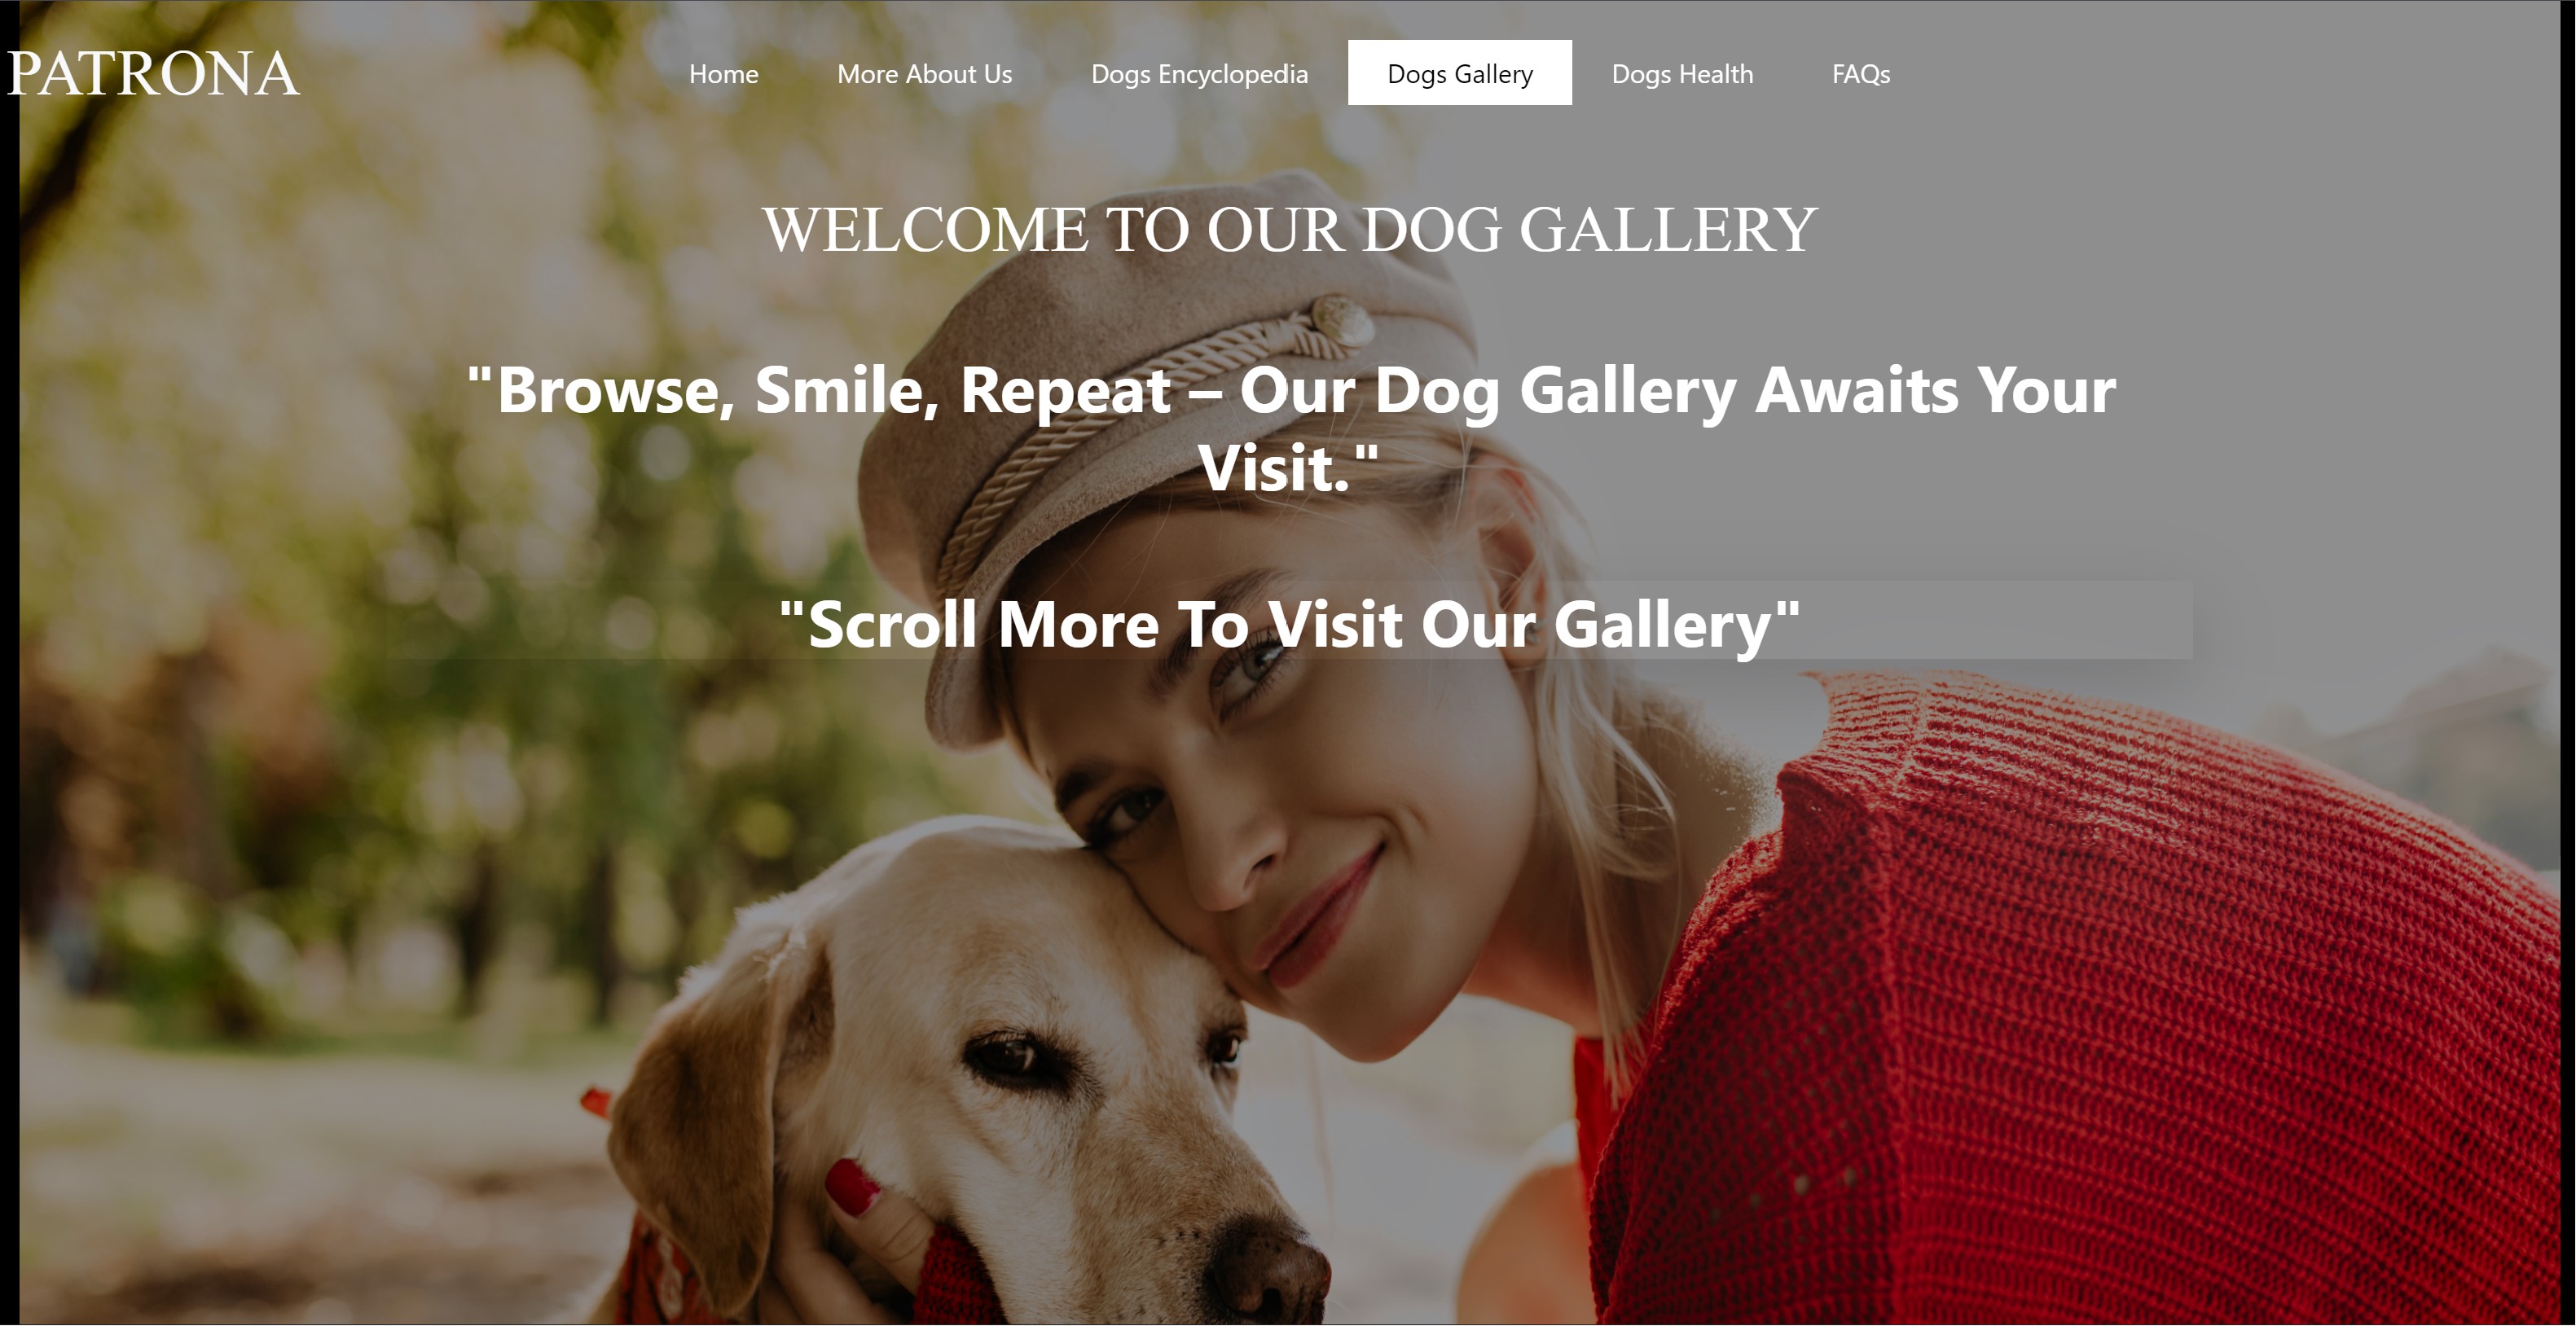 PATRONA
Home More About Us Dogs Encyclopedia Dogs Gallery Dogs Health FAQs
WELCOME TO OUR DOG GALLERY
"Browse, Smile, Repeat – Our Dog Gallery Awaits Your
Visit."
"Scroll More To Visit Our Gallery"